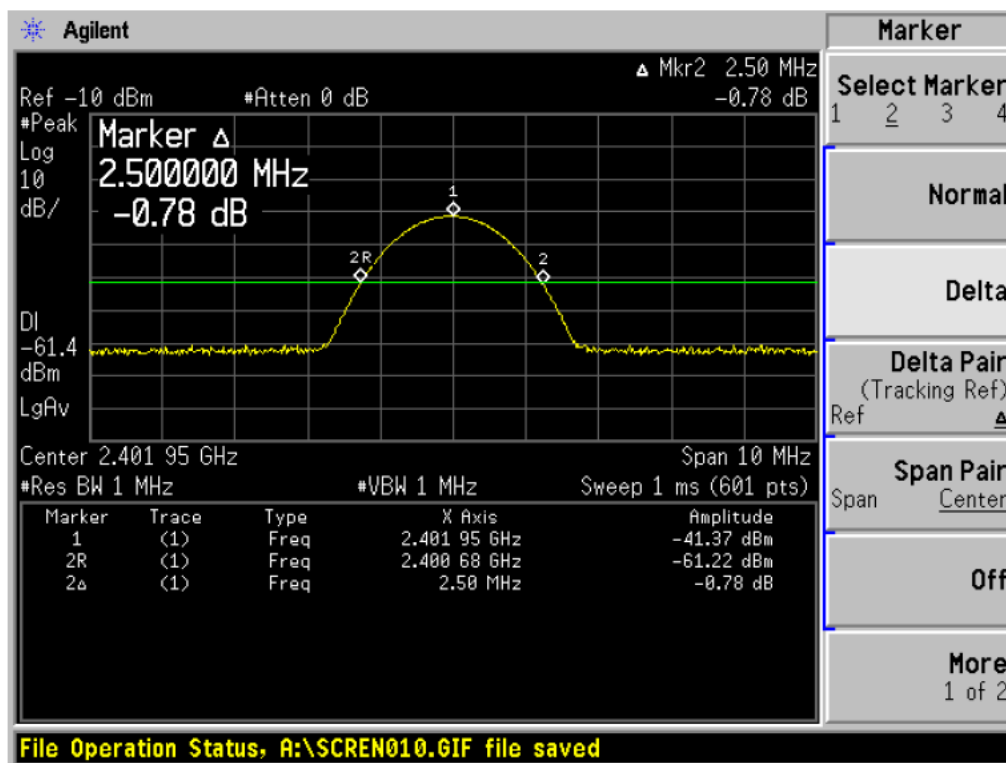 Agilent
Marker
Δ Mkr2 2.50 MHz
Ref -10 dBm #Atten 0 dB -0.78 dB
#Peak
Log
10
dB/
Marker Δ
2.500000 MHz
-0.78 dB
1
2R
2
DI
-61.4
dBm
LgAv
Center 2.401 95 GHz Span 10 MHz
#Res BW 1 MHz #VBW 1 MHz Sweep 1 ms (601 pts)
Marker Trace Type X Axis Amplitude
1 (1) Freq 2.401 95 GHz -41.37 dBm
2R (1) Freq 2.400 68 GHz -61.22 dBm
2Δ (1) Freq 2.50 MHz -0.78 dB
Select Marker
1 2 3 4
Normal
Delta
Delta Pair
(Tracking Ref)
Ref Δ
Span Pair
Span Center
Off
More
1 of 2
File Operation Status, A:\SCREN010.GIF file saved